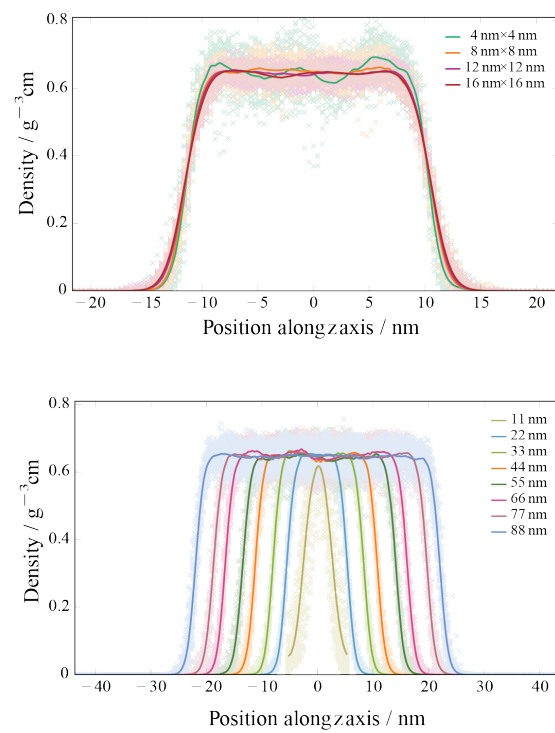 0.8
0.6
0.4
0.2
0
Density / g⁻³cm
4 nm×4 nm
8 nm×8 nm
12 nm×12 nm
16 nm×16 nm
−20 −15 −10 −5 0 5 10 15 20
Position along z axis / nm
0.8
0.6
0.4
0.2
0
Density / g⁻³cm
11 nm
22 nm
33 nm
44 nm
55 nm
66 nm
77 nm
88 nm
−40 −30 −20 −10 0 10 20 30 40
Position along z axis / nm